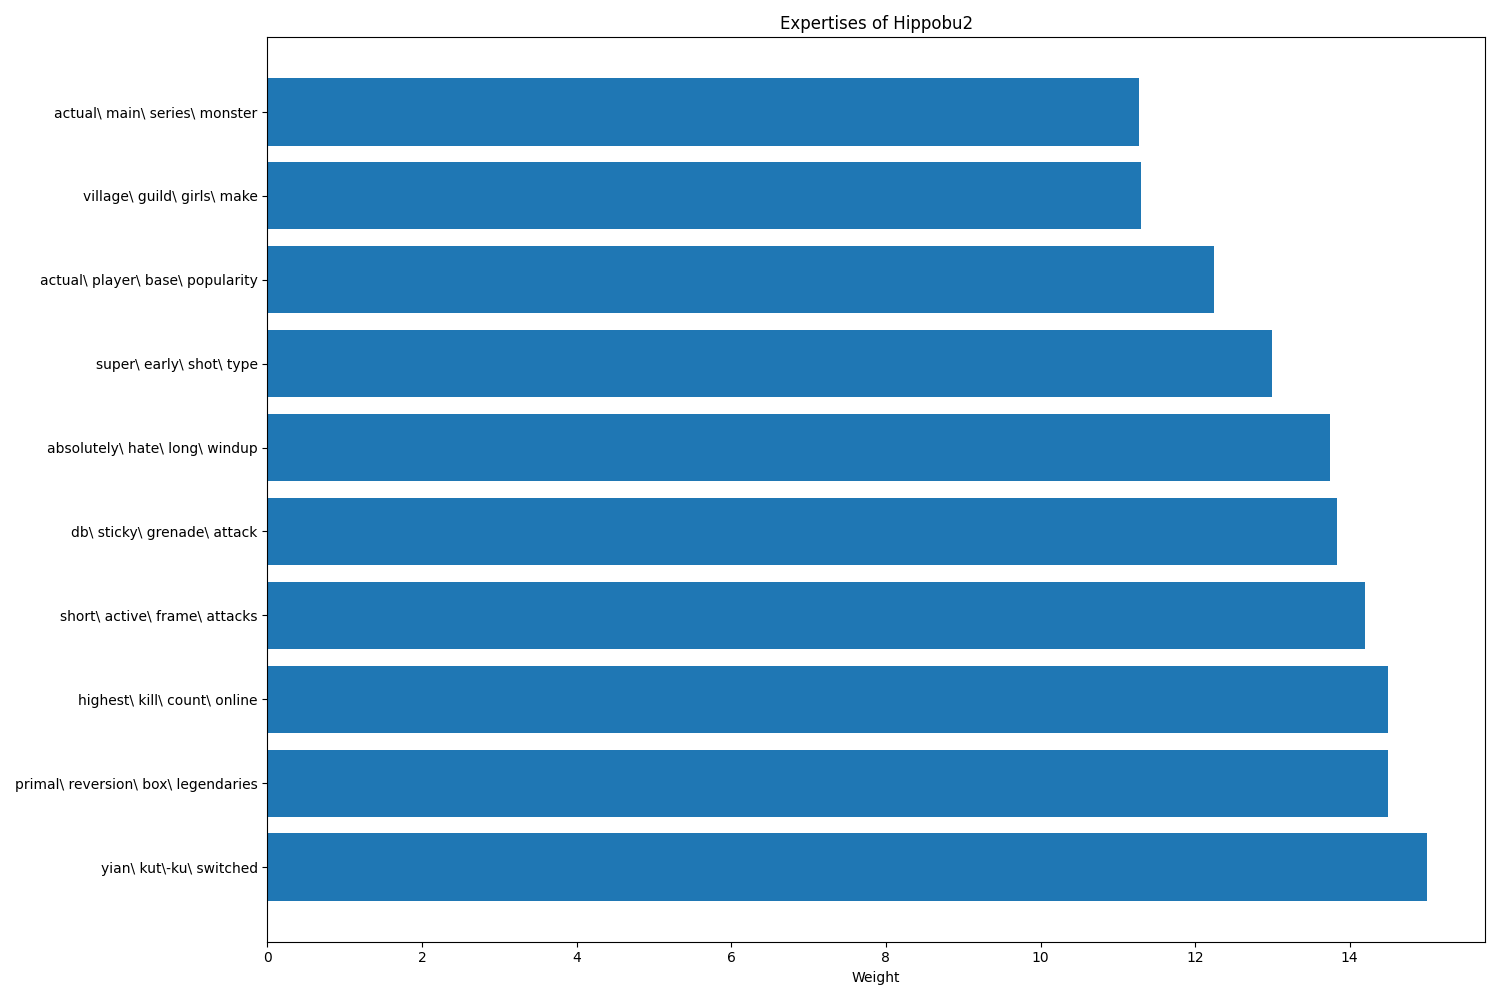 Expertises of Hippobu2
actual\ main\ series\ monster
village\ guild\ girls\ make
actual\ player\ base\ popularity
super\ early\ shot\ type
absolutely\ hate\ long\ windup
db\ sticky\ grenade\ attack
short\ active\ frame\ attacks
highest\ kill\ count\ online
primal\ reversion\ box\ legendaries
yian\ kut\-ku\ switched
0 2 4 6 8 10 12 14
Weight